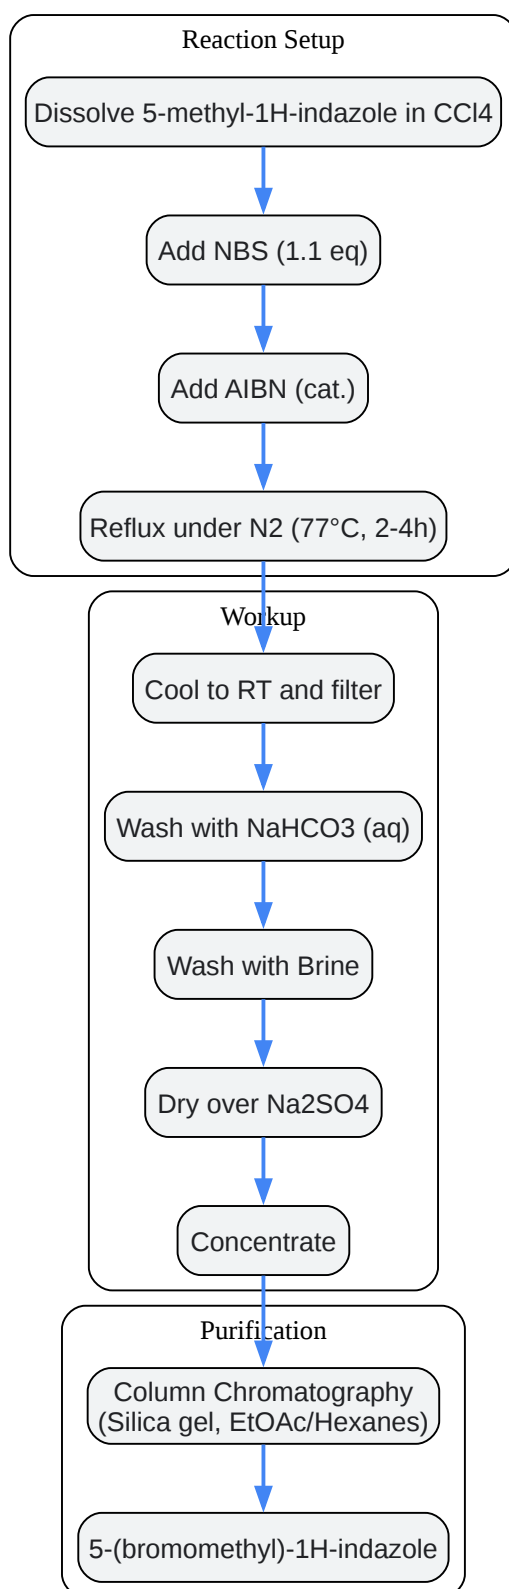 Reaction Setup
Dissolve 5-methyl-1H-indazole in CCl4
Add NBS (1.1 eq)
Add AIBN (cat.)
Reflux under N2 (77°C, 2-4h)
Workup
Cool to RT and filter
Wash with NaHCO3 (aq)
Wash with Brine
Dry over Na2SO4
Concentrate
Purification
Column Chromatography
(Silica gel, EtOAc/Hexanes)
5-(bromomethyl)-1H-indazole